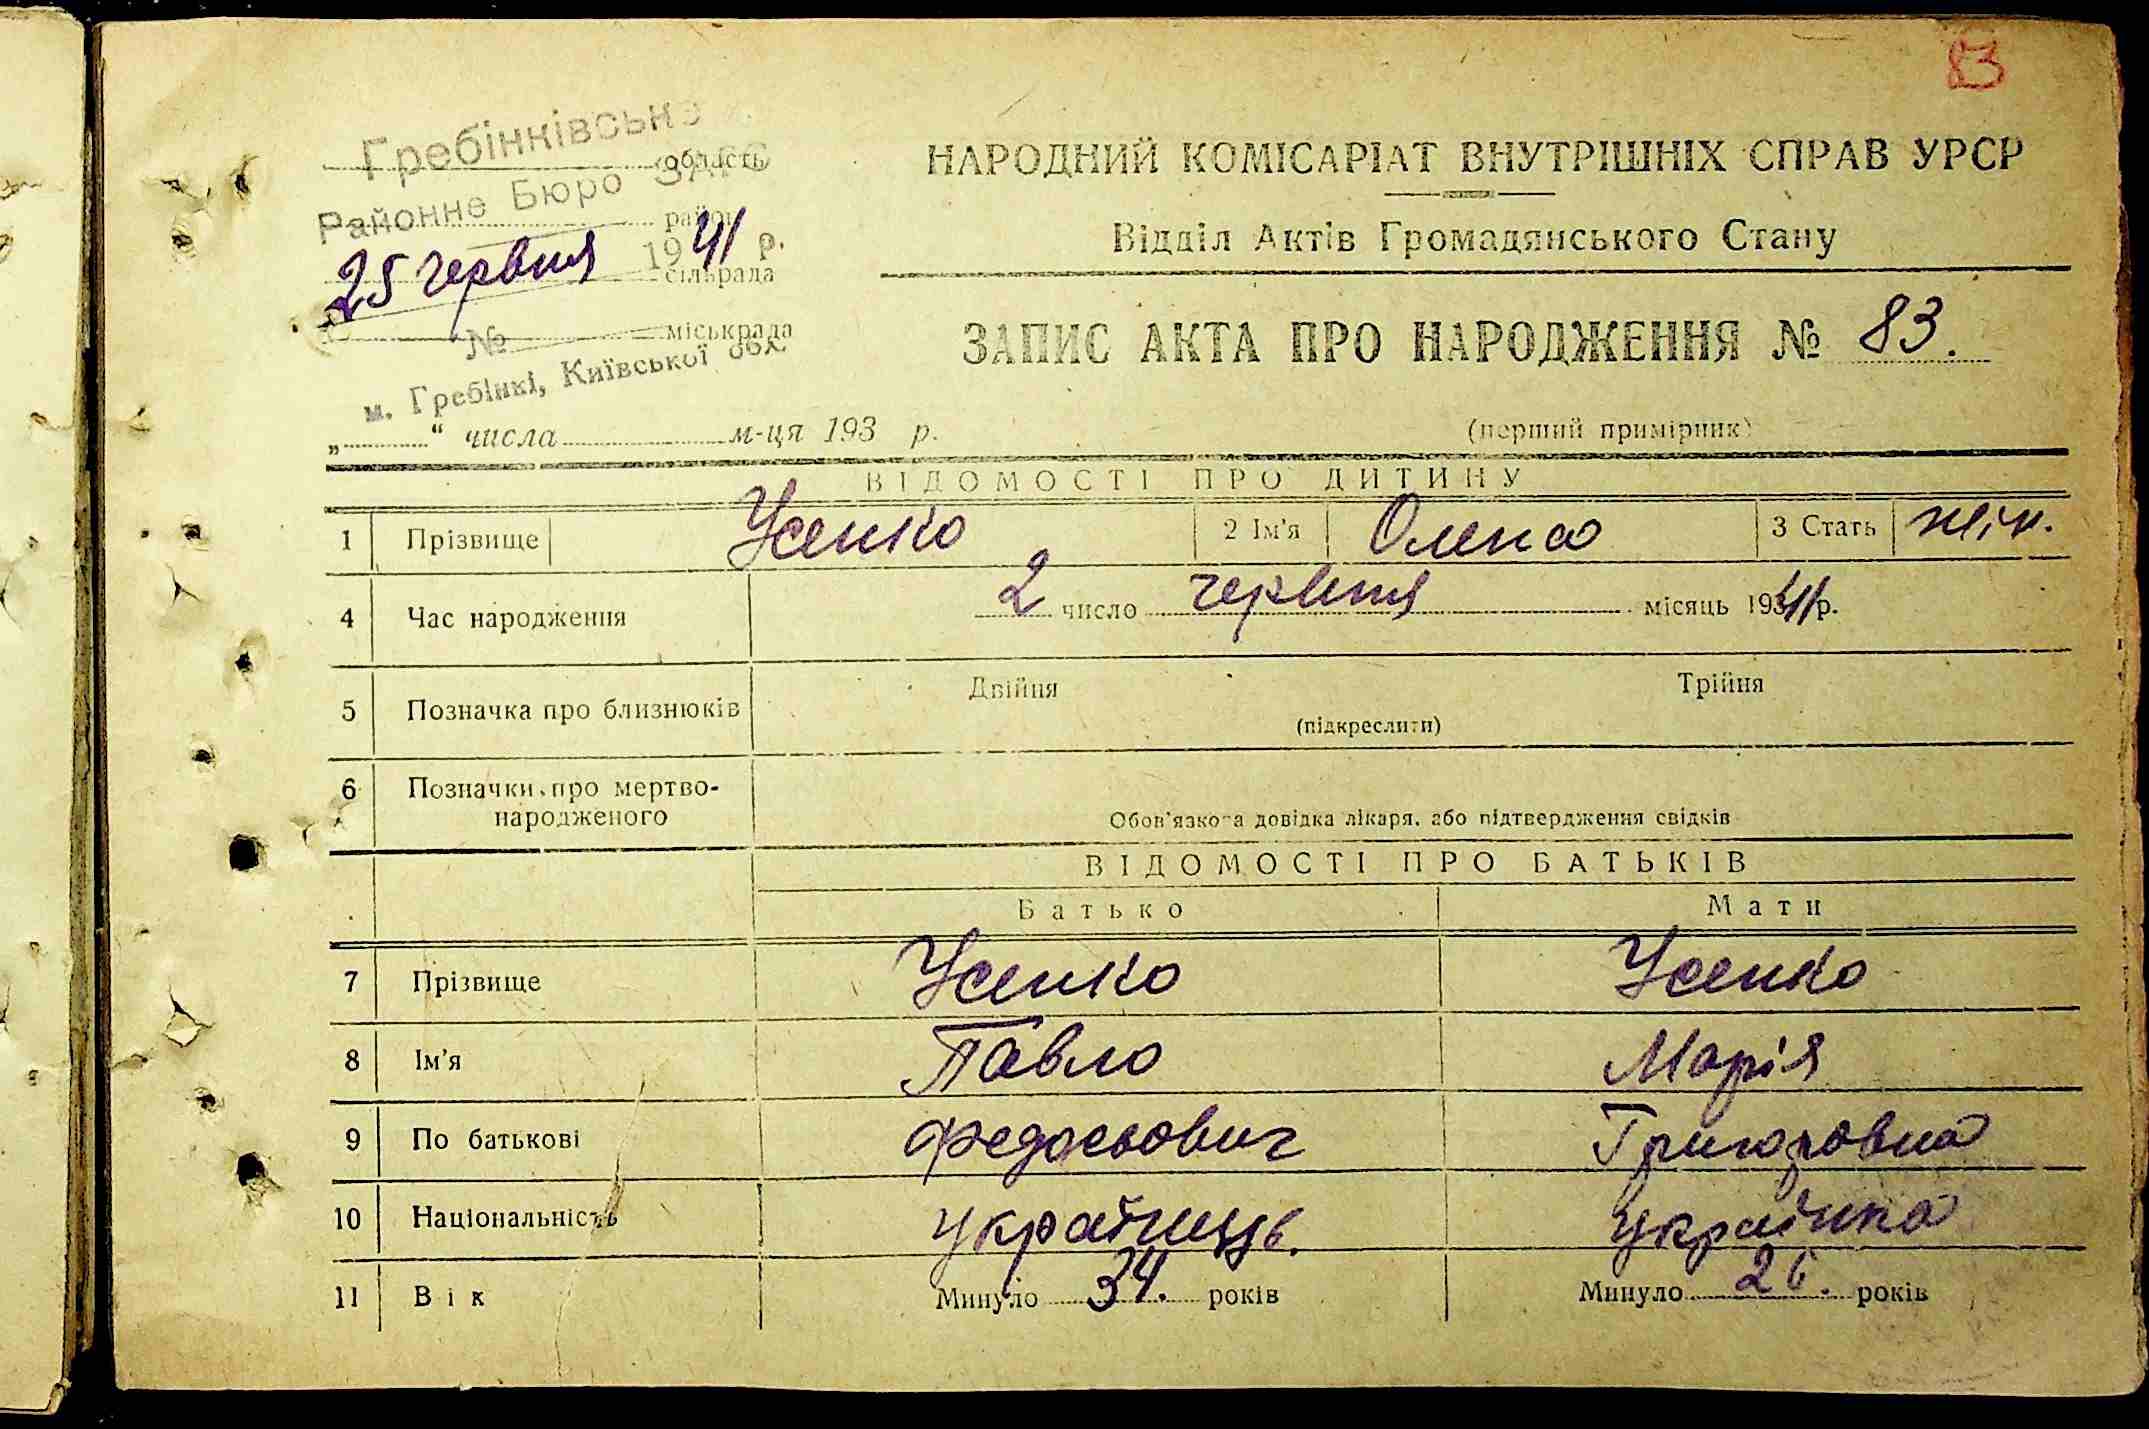 83
Гребінківське
область
Районне Бюро ЗАГС
район
25 червня 1941 р.
сільрада
№
міськрада
м. Гребінкі, Київської обл.
„ “ числа м-ця 193 р.
НАРОДНИЙ КОМІСАРІАТ ВНУТРІШНІХ СПРАВ УРСР
Відділ Актів Громадянського Стану
ЗАПИС АКТА ПРО НАРОДЖЕННЯ № 83.
(перший примірник)
ВІДОМОСТІ ПРО ДИТИНУ
1 Прізвище Усенко 2 Ім'я Олена 3 Стать жін.
4 Час народження 2 число червня місяць 1941 р.
5 Позначка про близнюків Двійня Трійня
(підкреслити)
6 Позначки про мертво-
народженого
Обов'язкова довідка лікаря, або підтвердження свідків
ВІДОМОСТІ ПРО БАТЬКІВ
Батько Мати
7 Прізвище Усенко Усенко
8 Ім'я Павло Марія
9 По батькові Федосьович Григоровна
10 Національність українець. українка
11 Вік Минуло 34. років Минуло 26. років